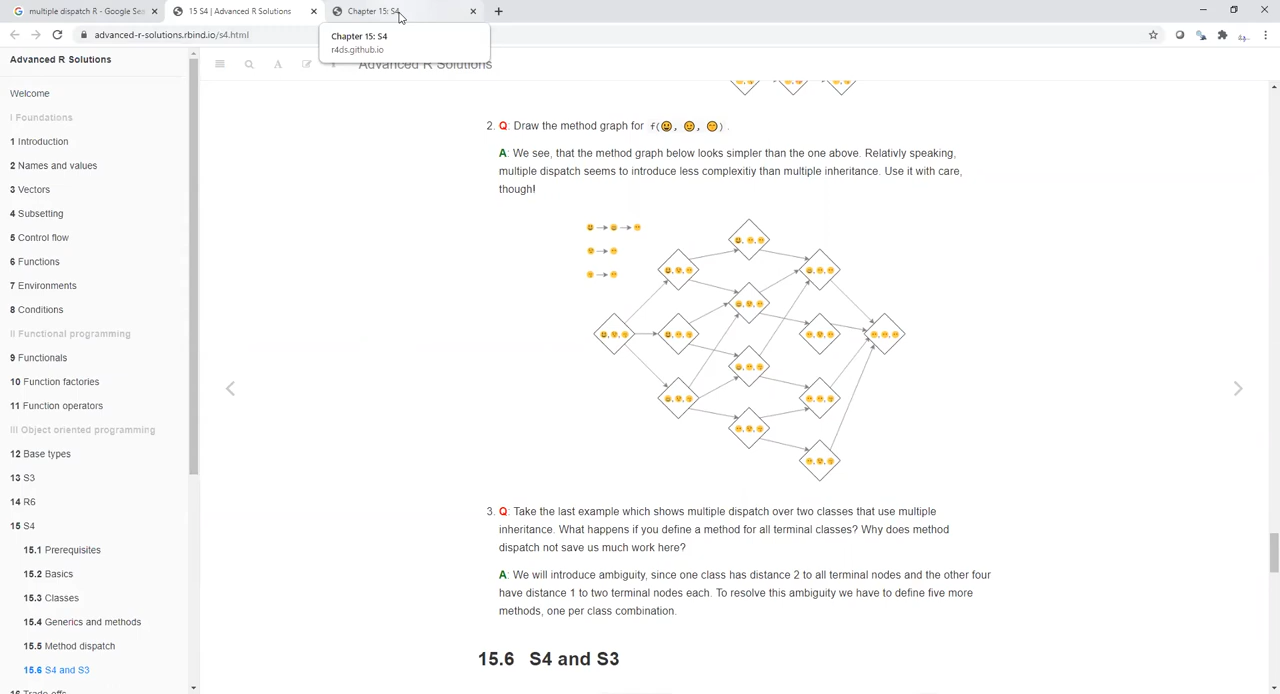 multiple dispatch R - Google Sea
15 S4 | Advanced R Solutions
Chapter 15: S4
advanced-r-solutions.rbind.io/s4.html
Chapter 15: S4
r4ds.github.io
Advanced R Solutions
Advanced R Solutions
Welcome
I Foundations
1 Introduction
2 Names and values
3 Vectors
4 Subsetting
5 Control flow
6 Functions
7 Environments
8 Conditions
II Functional programming
9 Functionals
10 Function factories
11 Function operators
III Object oriented programming
12 Base types
13 S3
14 R6
15 S4
15.1 Prerequisites
15.2 Basics
15.3 Classes
15.4 Generics and methods
15.5 Method dispatch
15.6 S4 and S3
16 Trade-offs
2. Q: Draw the method graph for f(😃, 😉, 😙) .
A: We see, that the method graph below looks simpler than the one above. Relativly speaking,
multiple dispatch seems to introduce less complexitiy than multiple inheritance. Use it with care,
though!
3. Q: Take the last example which shows multiple dispatch over two classes that use multiple
inheritance. What happens if you define a method for all terminal classes? Why does method
dispatch not save us much work here?
A: We will introduce ambiguity, since one class has distance 2 to all terminal nodes and the other four
have distance 1 to two terminal nodes each. To resolve this ambiguity we have to define five more
methods, one per class combination.
15.6 S4 and S3